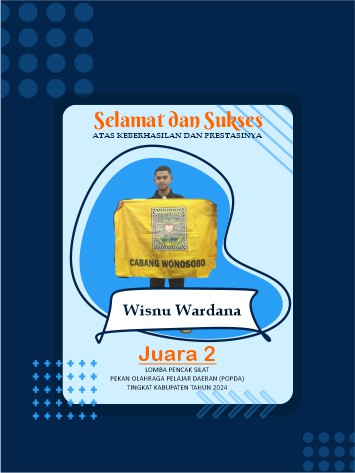 Selamat dan Sukses
ATAS KEBERHASILAN DAN PRESTASINYA
CABANG WONOSOBO
Wisnu Wardana
Juara 2
LOMBA PENCAK SILAT
PEKAN OLAHRAGA PELAJAR DAERAH (POPDA)
TINGKAT KABUPATEN TAHUN 2024